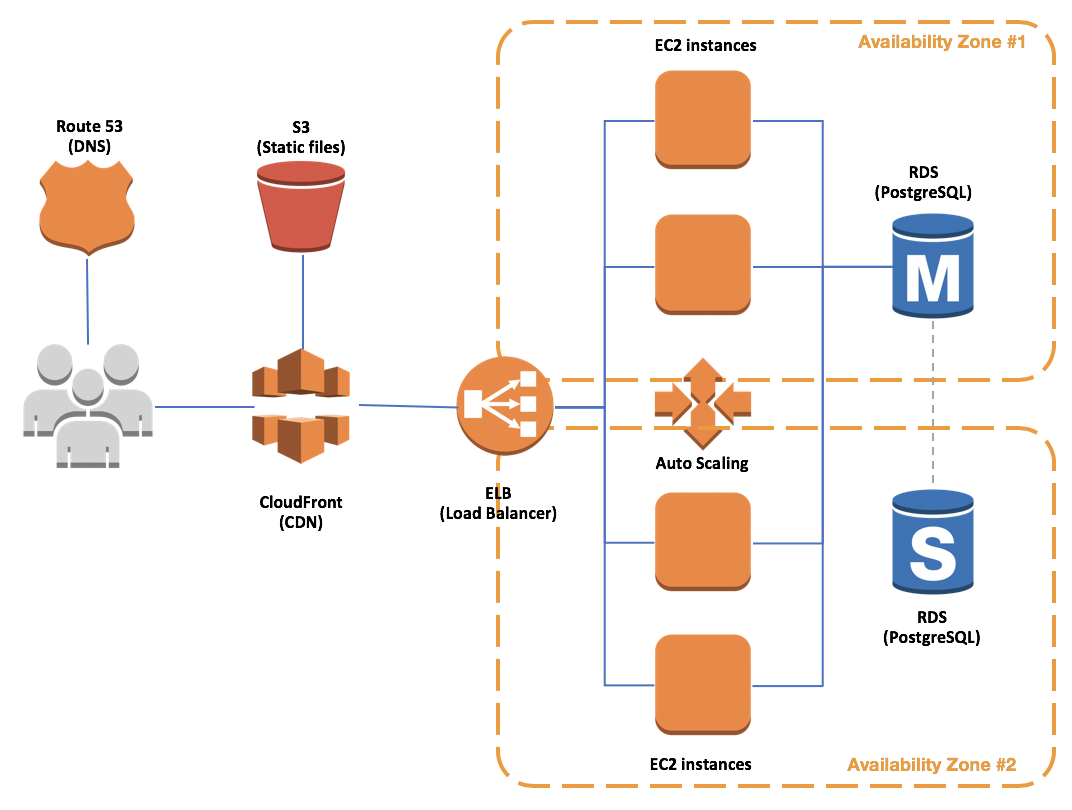 Route 53
(DNS)
S3
(Static files)
CloudFront
(CDN)
ELB
(Load Balancer)
EC2 instances
Availability Zone #1
RDS
(PostgreSQL)
M
Auto Scaling
S
RDS
(PostgreSQL)
EC2 instances
Availability Zone #2